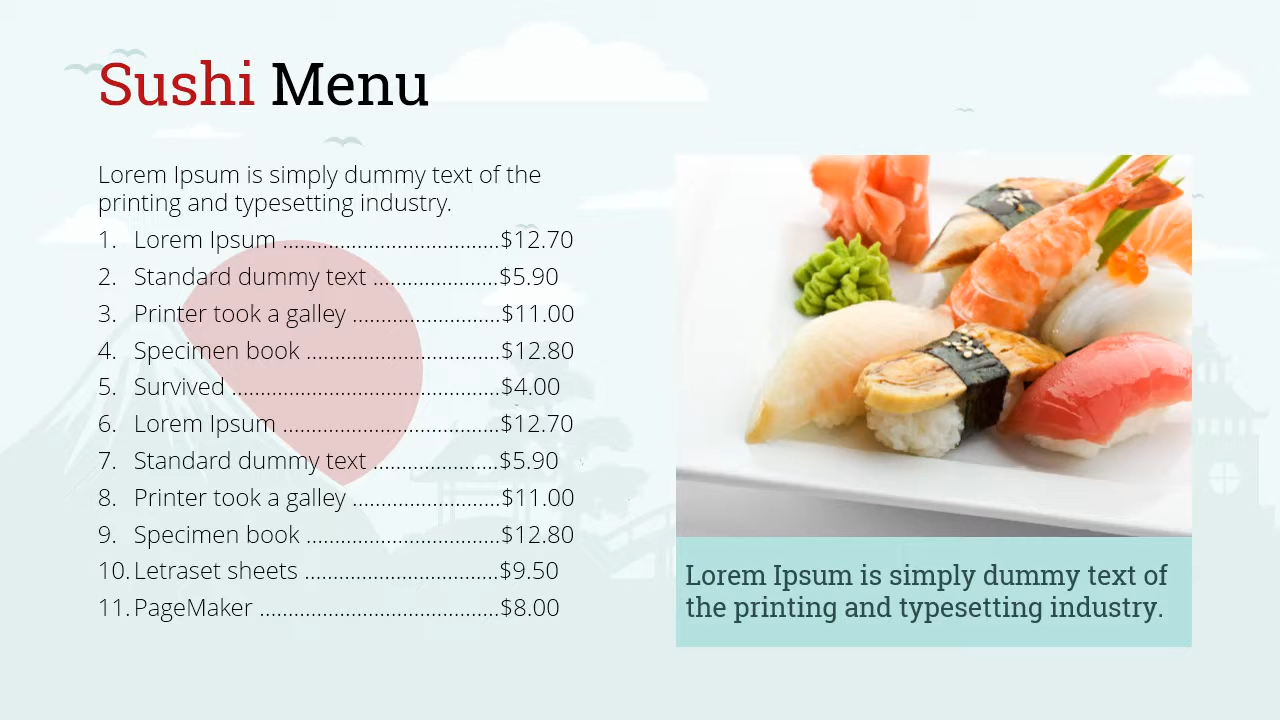 Sushi Menu
Lorem Ipsum is simply dummy text of the
printing and typesetting industry.
1. Lorem Ipsum ......................................$12.70
2. Standard dummy text ......................$5.90
3. Printer took a galley ..........................$11.00
4. Specimen book ..................................$12.80
5. Survived ...............................................$4.00
6. Lorem Ipsum ......................................$12.70
7. Standard dummy text ......................$5.90
8. Printer took a galley ..........................$11.00
9. Specimen book ..................................$12.80
10. Letraset sheets ..................................$9.50
11. PageMaker ..........................................$8.00
Lorem Ipsum is simply dummy text of
the printing and typesetting industry.